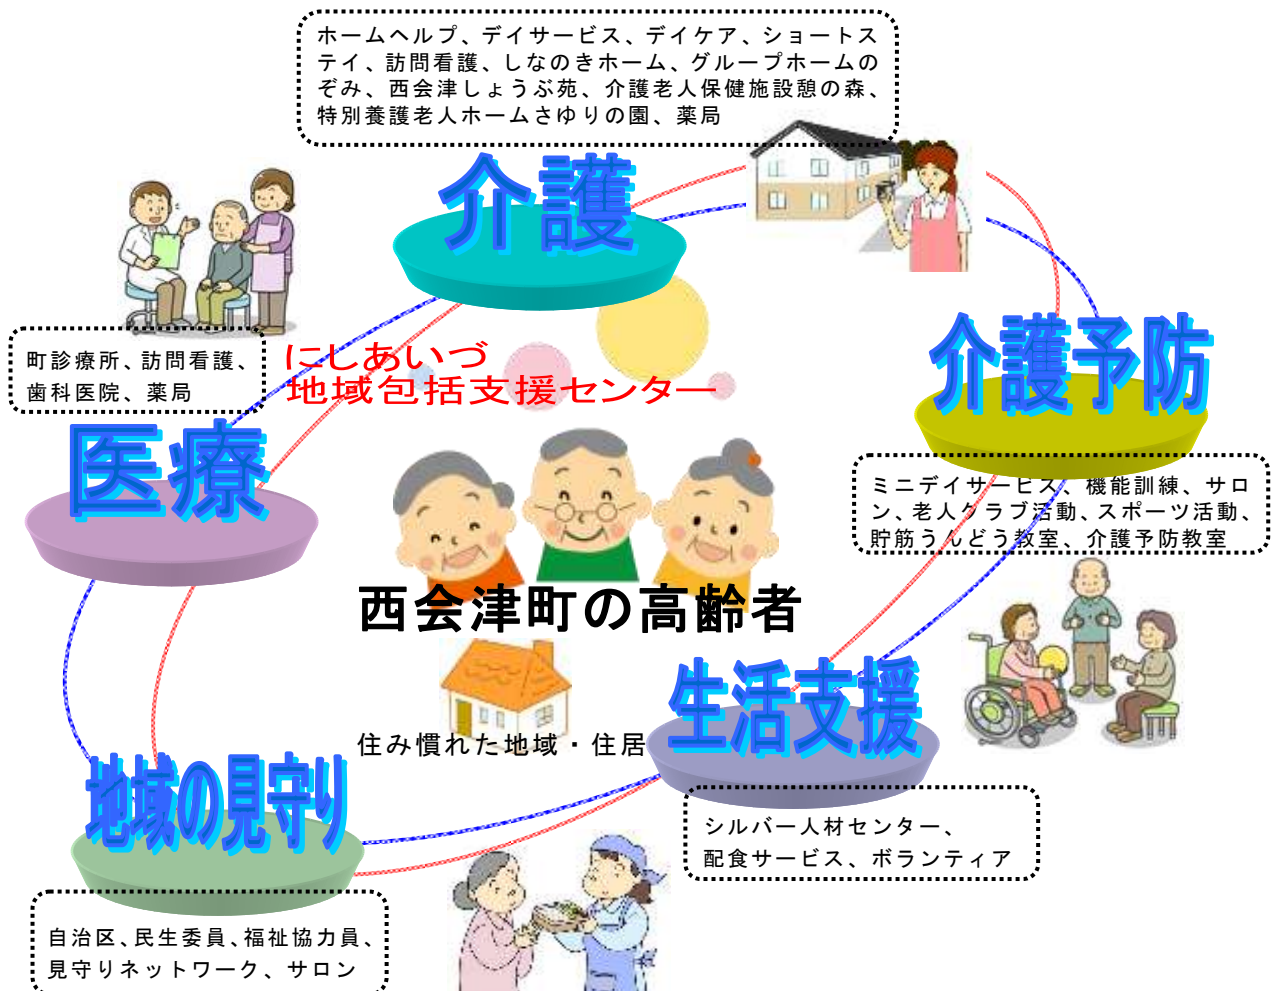 ホームヘルプ、デイサービス、デイケア、ショートス
テイ、訪問看護、しなのきホーム、グループホームの
ぞみ、西会津しょうぶ苑、介護老人保健施設憩の森、
特別養護老人ホームさゆりの園、薬局
介護
介護予防
町診療所、訪問看護、
歯科医院、薬局
にしあいづ
地域包括支援センター
医療
ミニデイサービス、機能訓練、サロ
ン、老人クラブ活動、スポーツ活動、
貯筋うんどう教室、介護予防教室
西会津町の高齢者
住み慣れた地域・住居
生活支援
シルバー人材センター、
配食サービス、ボランティア
地域の見守り
自治区、民生委員、福祉協力員、
見守りネットワーク、サロン